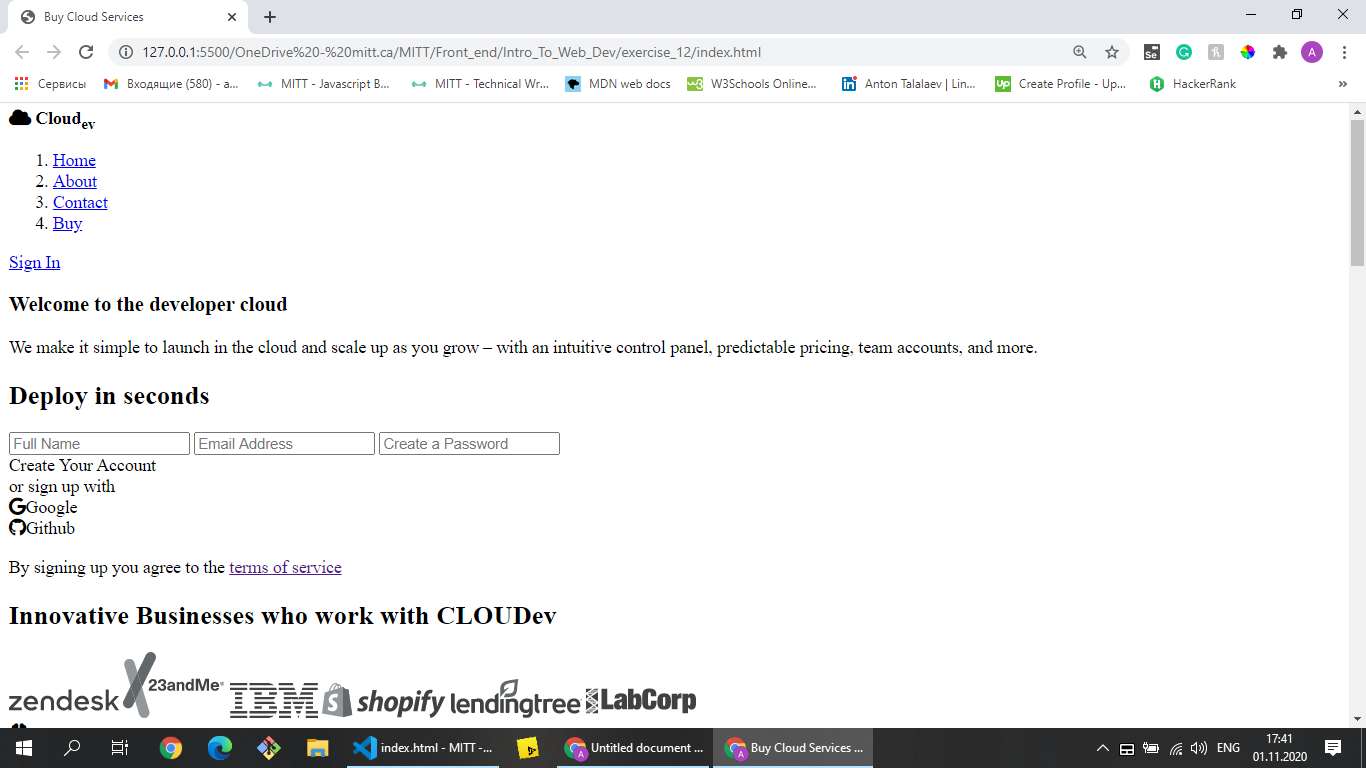 Buy Cloud Services
127.0.0.1:5500/OneDrive%20-%20mitt.ca/MITT/Front_end/Intro_To_Web_Dev/exercise_12/index.html
Se G N A
Сервисы Входящие (580) - a... MITT - Javascript B... MITT - Technical Wr... MDN web docs W3Schools Online... Anton Talalaev | Lin... Create Profile - Up... HackerRank »
Cloudev
1. Home
2. About
3. Contact
4. Buy
Sign In
Welcome to the developer cloud
We make it simple to launch in the cloud and scale up as you grow – with an intuitive control panel, predictable pricing, team accounts, and more.
Deploy in seconds
Full Name Email Address Create a Password
Create Your Account
or sign up with
Google
Github
By signing up you agree to the terms of service
Innovative Businesses who work with CLOUDev
zendesk 23andMe IBM shopify lendingtree LabCorp
index.html - MITT -... Untitled document ... Buy Cloud Services ... ENG 17:41
01.11.2020